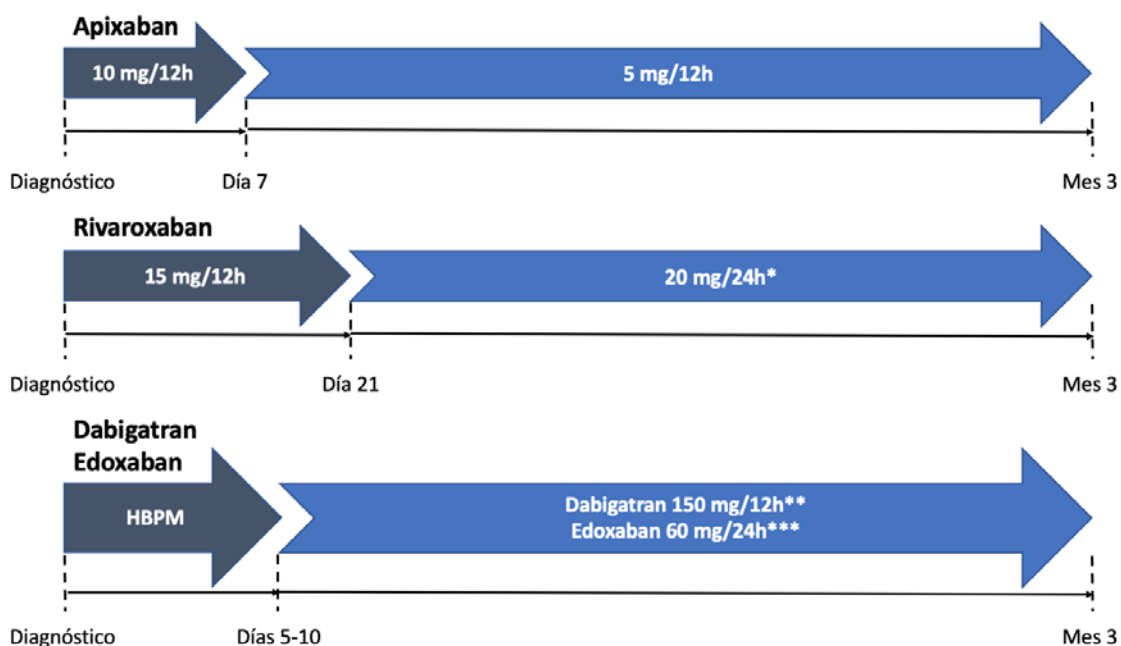 Apixaban
10 mg/12h
5 mg/12h
Diagnóstico
Día 7
Mes 3
Rivaroxaban
15 mg/12h
20 mg/24h*
Diagnóstico
Día 21
Mes 3
Dabigatran
Edoxaban
HBPM
Dabigatran 150 mg/12h**
Edoxaban 60 mg/24h***
Diagnóstico
Días 5-10
Mes 3